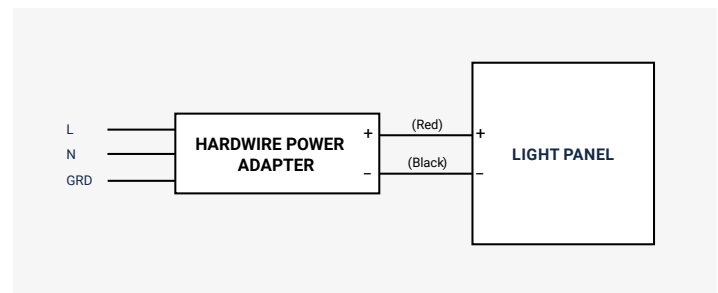 L
N
GRD
HARDWIRE POWER
ADAPTER
+
−
(Red)
(Black)
+
−
LIGHT PANEL